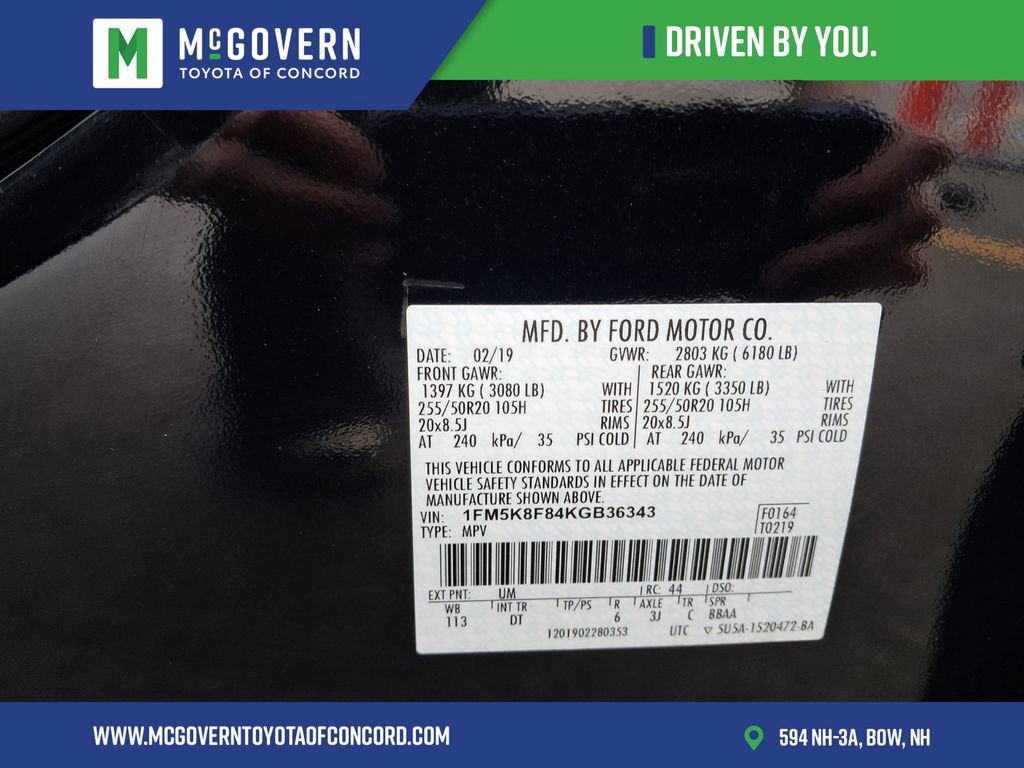 McGOVERN
TOYOTA OF CONCORD
DRIVEN BY YOU.
MFD. BY FORD MOTOR CO.
DATE: 02/19 GVWR: 2803 KG ( 6180 LB)
FRONT GAWR: REAR GAWR:
1397 KG ( 3080 LB) WITH 1520 KG ( 3350 LB) WITH
255/50R20 105H TIRES 255/50R20 105H TIRES
20x8.5J RIMS 20x8.5J RIMS
AT 240 kPa/ 35 PSI COLD AT 240 kPa/ 35 PSI COLD
THIS VEHICLE CONFORMS TO ALL APPLICABLE FEDERAL MOTOR
VEHICLE SAFETY STANDARDS IN EFFECT ON THE DATE OF
MANUFACTURE SHOWN ABOVE.
VIN: 1FM5K8F84KGB36343 F0164
TYPE: MPV T0219
EXT PNT: UM RC: 44 DSO:
WB INT TR TP/PS R AXLE TR SPR
113 DT 6 3J C BBAA
1201902280353 UTC ▽ 5U5A-1520472-BA
WWW.MCGOVERNTOYOTAOFCONCORD.COM
594 NH-3A, BOW, NH